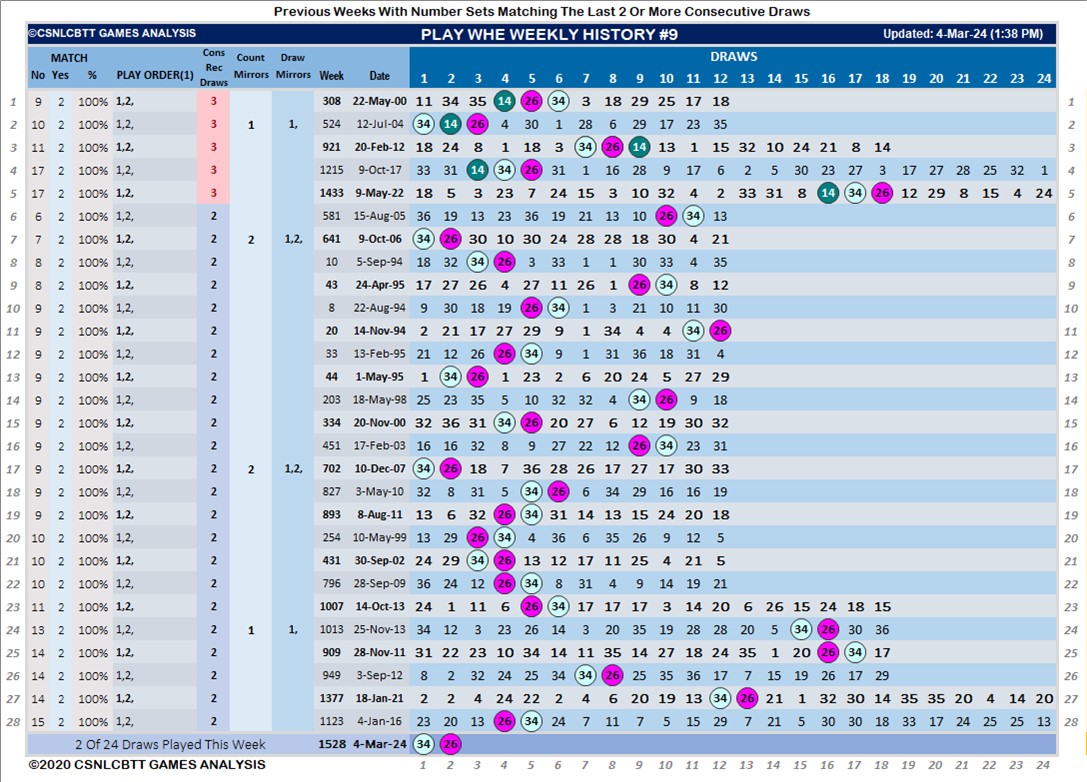 Previous Weeks With Number Sets Matching The Last 2 Or More Consecutive Draws
©CSNLCBTT GAMES ANALYSIS PLAY WHE WEEKLY HISTORY #9 Updated: 4-Mar-24 (1:38 PM)
MATCH Cons Rec Draws Count Mirrors Draw Mirrors DRAWS
No Yes % PLAY ORDER(1) Week Date 1 2 3 4 5 6 7 8 9 10 11 12 13 14 15 16 17 18 19 20 21 22 23 24
1 9 2 100% 1,2, 3 308 22-May-00 11 34 35 14 26 34 3 18 29 25 17 18 1
2 10 2 100% 1,2, 3 1 1, 524 12-Jul-04 34 14 26 4 30 1 28 6 29 17 23 35 2
3 11 2 100% 1,2, 3 921 20-Feb-12 18 24 8 1 18 3 34 26 14 13 1 15 32 10 24 21 8 14 3
4 17 2 100% 1,2, 3 1215 9-Oct-17 33 31 14 34 26 31 1 16 28 9 17 6 2 5 30 23 27 3 17 27 28 25 32 1 4
5 17 2 100% 1,2, 3 1433 9-May-22 18 5 3 23 7 24 15 3 10 32 4 2 33 31 8 14 34 26 12 29 8 15 4 24 5
6 9 2 100% 1,2, 2 581 15-Aug-05 36 19 13 23 36 19 21 13 10 26 34 13 6
7 7 2 100% 1,2, 2 2 1,2, 641 9-Oct-06 34 26 30 10 30 24 28 28 18 30 4 21 7
8 8 2 100% 1,2, 2 10 5-Sep-94 18 32 34 26 3 33 1 1 30 33 4 35 8
9 8 2 100% 1,2, 2 43 24-Apr-95 17 27 26 4 27 11 26 1 26 34 8 12 9
10 9 2 100% 1,2, 2 8 22-Aug-94 9 30 18 19 26 34 1 3 21 10 11 30 10
11 9 2 100% 1,2, 2 20 14-Nov-94 2 21 17 27 29 9 1 34 4 4 34 26 11
12 9 2 100% 1,2, 2 33 13-Feb-95 21 12 26 26 34 9 1 31 36 18 31 4 12
13 9 2 100% 1,2, 2 44 1-May-95 1 34 26 1 23 2 6 20 24 5 27 29 13
14 9 2 100% 1,2, 2 203 18-May-98 25 23 35 5 10 32 32 4 34 26 9 18 14
15 9 2 100% 1,2, 2 334 20-Nov-00 32 36 31 34 26 20 27 6 12 19 30 32 15
16 9 2 100% 1,2, 2 451 17-Feb-03 16 16 32 8 9 27 22 12 26 34 23 31 16
17 9 2 100% 1,2, 2 2 1,2, 702 10-Dec-07 34 26 18 7 36 28 26 17 27 17 30 33 17
18 9 2 100% 1,2, 2 827 3-May-10 32 8 31 5 34 26 6 34 29 16 16 19 18
19 9 2 100% 1,2, 2 893 8-Aug-11 13 6 32 26 34 31 14 13 15 24 20 18 19
20 10 2 100% 1,2, 2 254 10-May-99 13 29 26 34 4 36 6 35 26 9 12 5 20
21 10 2 100% 1,2, 2 431 30-Sep-02 24 29 34 26 13 12 17 11 25 4 21 5 21
22 10 2 100% 1,2, 2 796 28-Sep-09 36 24 12 26 34 8 31 4 9 14 19 21 22
23 11 2 100% 1,2, 2 1007 14-Oct-13 24 1 11 6 26 34 17 17 17 3 14 20 6 26 15 24 18 15 23
24 13 2 100% 1,2, 2 1 1, 1013 25-Nov-13 34 12 3 23 26 14 3 20 35 19 28 28 20 5 34 26 30 36 24
25 14 2 100% 1,2, 2 909 28-Nov-11 31 22 23 10 34 14 11 35 14 27 18 24 35 1 20 26 34 17 25
26 14 2 100% 1,2, 2 949 3-Sep-12 8 2 32 24 25 32 34 26 25 35 36 17 7 15 19 26 17 29 26
27 14 2 100% 1,2, 2 1377 18-Jan-21 2 2 4 24 22 2 4 6 20 19 13 34 26 21 1 32 30 14 35 35 20 4 14 20 27
28 15 2 100% 1,2, 2 1123 4-Jan-16 23 20 13 26 34 24 7 11 7 5 15 29 7 21 5 30 30 18 33 17 24 25 25 13 28
2 Of 24 Draws Played This Week 1528 4-Mar-24 34 26
©2020 CSNLCBTT GAMES ANALYSIS 1 2 3 4 5 6 7 8 9 10 11 12 13 14 15 16 17 18 19 20 21 22 23 24